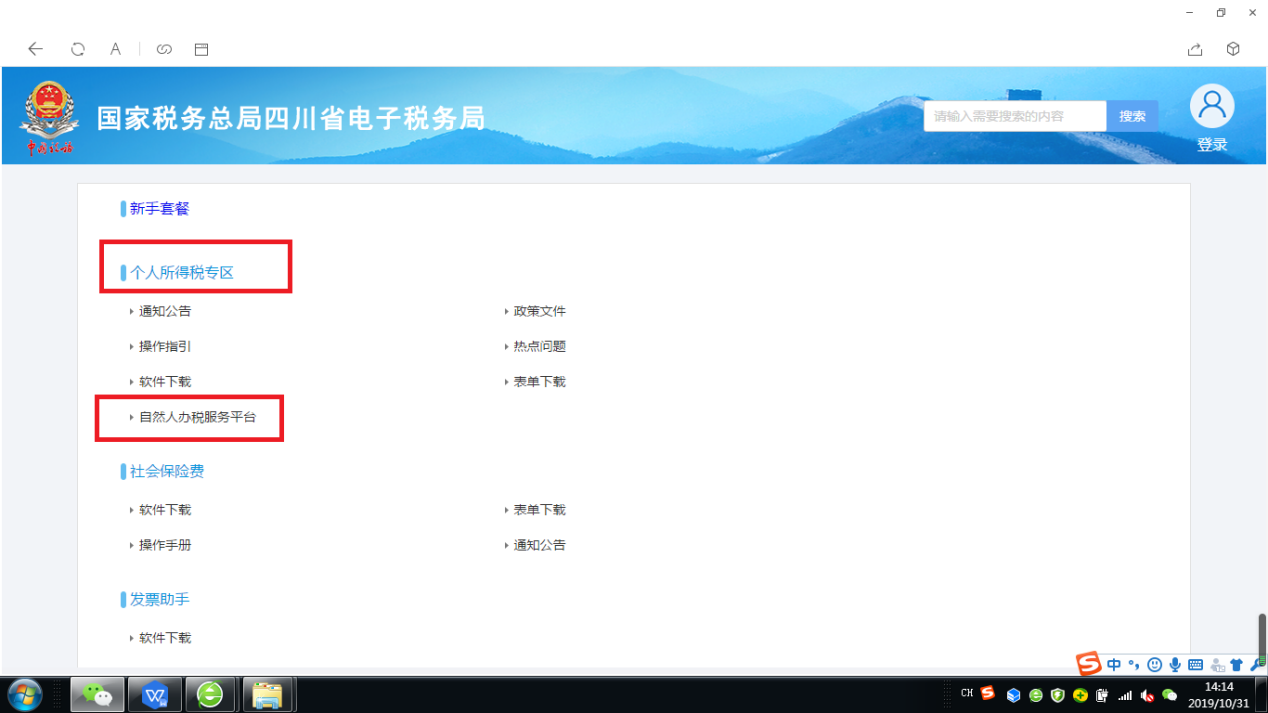 A
国家税务总局四川省电子税务局
中国税务
请输入需要搜索的内容
搜索
登录
新手套餐
个人所得税专区
通知公告
政策文件
操作指引
热点问题
软件下载
表单下载
自然人办税服务平台
社会保险费
软件下载
表单下载
操作手册
通知公告
发票助手
软件下载
S 中
W
CH S
14:14
2019/10/31